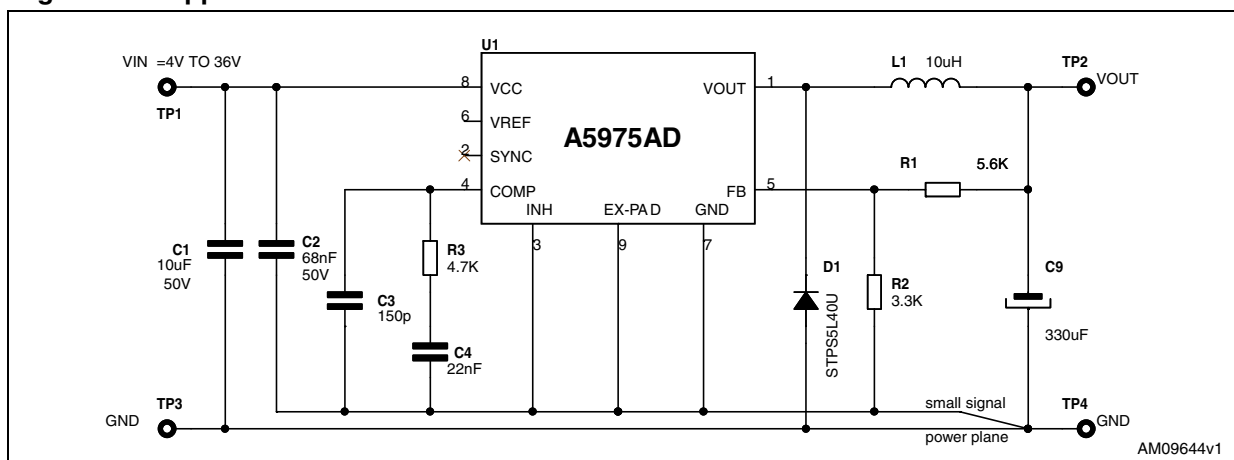 U1
VIN =4V TO 36V
TP1
8 VCC
6 VREF
2 SYNC
4 COMP
A5975AD
VOUT 1
FB 5
INH EX-PAD GND
3 9 7
L1 10uH
TP2
VOUT
R1 5.6K
C1
10uF
50V
C2
68nF
50V
C3
150p
R3
4.7K
C4
22nF
D1
STPS5L40U
R2
3.3K
C9
330uF
small signal
power plane
TP3
GND
TP4
GND
AM09644v1